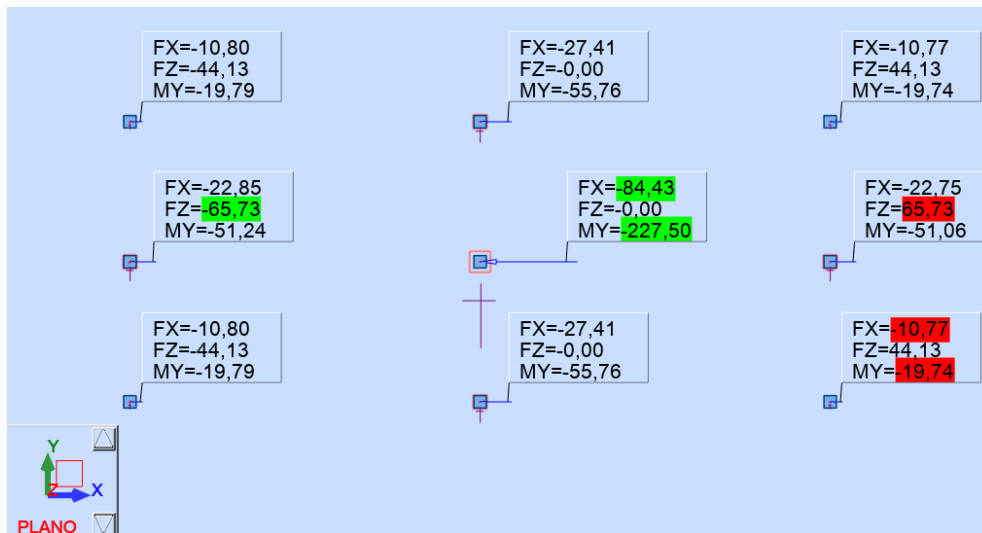 FX=-10,80
FZ=-44,13
MY=-19,79
FX=-27,41
FZ=-0,00
MY=-55,76
FX=-10,77
FZ=44,13
MY=-19,74
FX=-22,85
FZ=-65,73
MY=-51,24
FX=-84,43
FZ=-0,00
MY=-227,50
FX=-22,75
FZ=65,73
MY=-51,06
FX=-10,80
FZ=-44,13
MY=-19,79
FX=-27,41
FZ=-0,00
MY=-55,76
FX=-10,77
FZ=44,13
MY=-19,74
Y
Z
X
PLANO